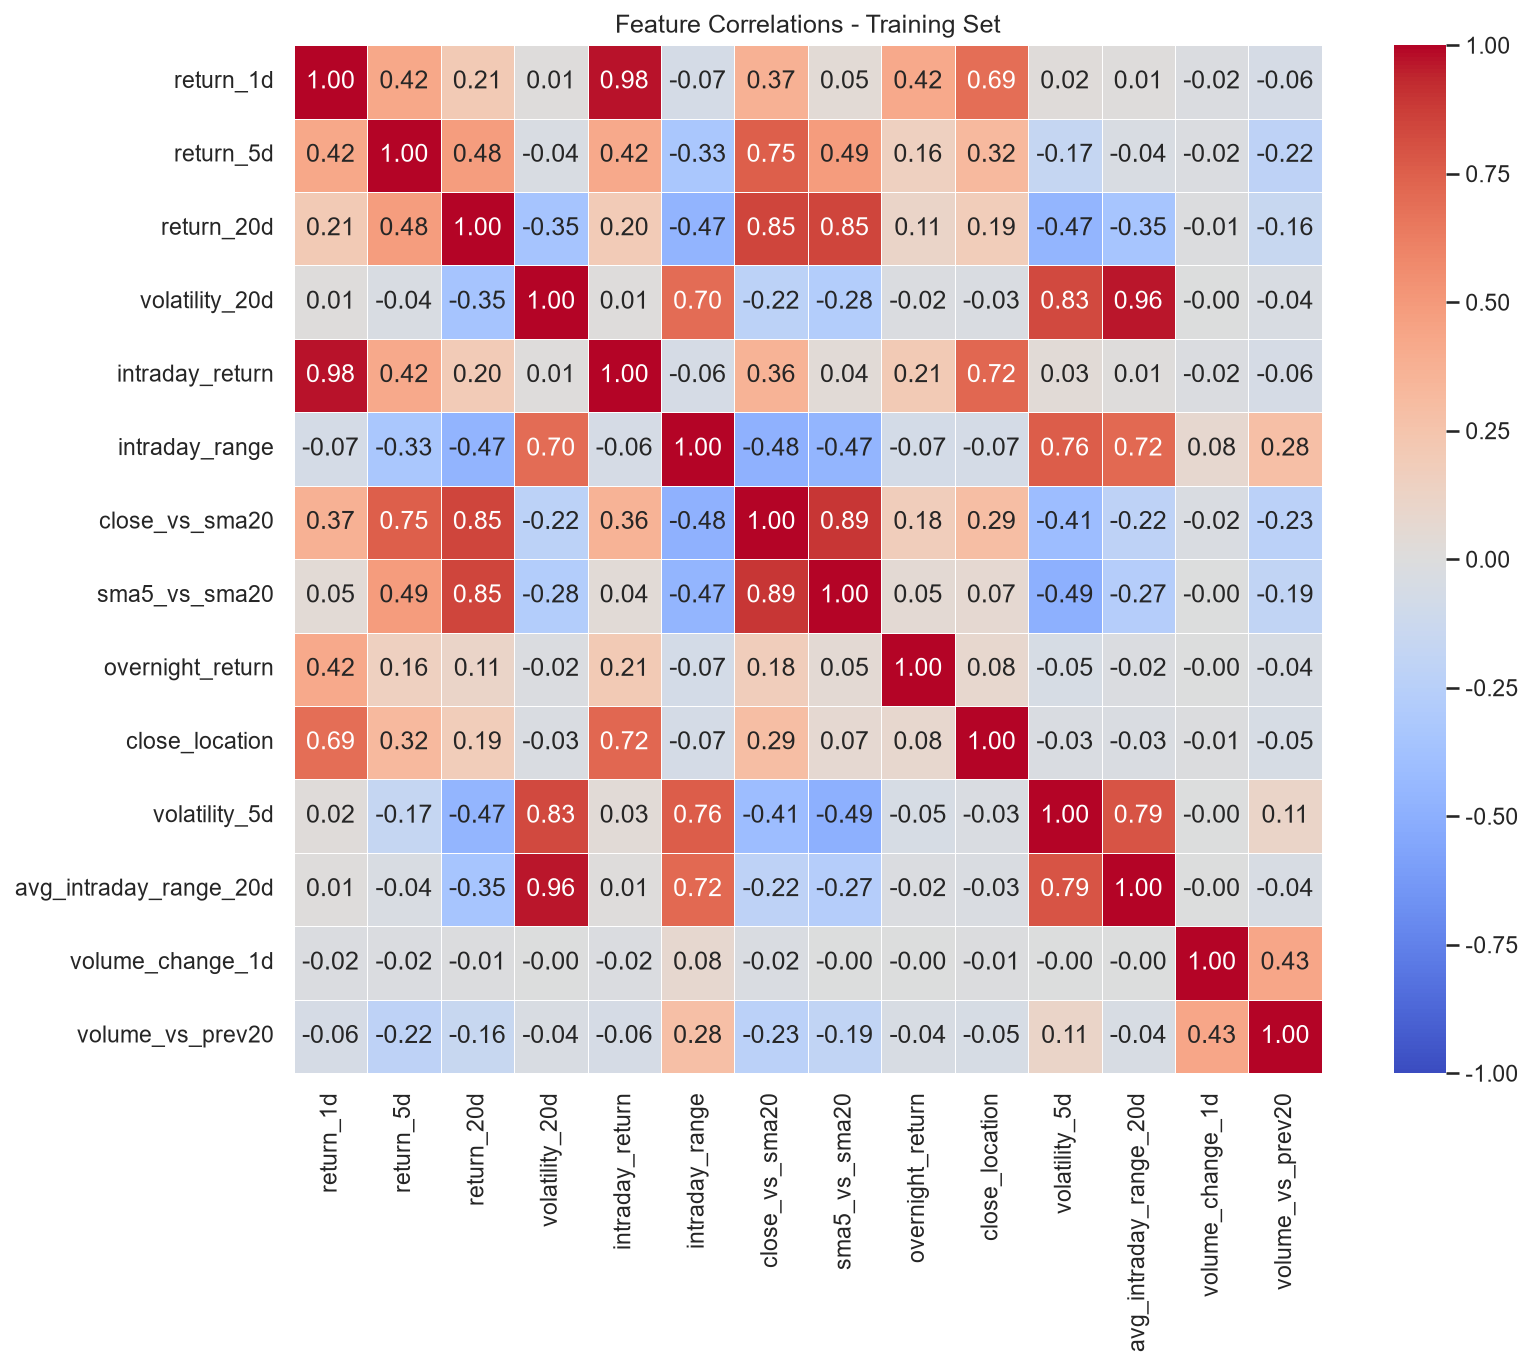 Feature Correlations - Training Set
return_1d 1.00 0.42 0.21 0.01 0.98 -0.07 0.37 0.05 0.42 0.69 0.02 0.01 -0.02 -0.06
return_5d 0.42 1.00 0.48 -0.04 0.42 -0.33 0.75 0.49 0.16 0.32 -0.17 -0.04 -0.02 -0.22
return_20d 0.21 0.48 1.00 -0.35 0.20 -0.47 0.85 0.85 0.11 0.19 -0.47 -0.35 -0.01 -0.16
volatility_20d 0.01 -0.04 -0.35 1.00 0.01 0.70 -0.22 -0.28 -0.02 -0.03 0.83 0.96 -0.00 -0.04
intraday_return 0.98 0.42 0.20 0.01 1.00 -0.06 0.36 0.04 0.21 0.72 0.03 0.01 -0.02 -0.06
intraday_range -0.07 -0.33 -0.47 0.70 -0.06 1.00 -0.48 -0.47 -0.07 -0.07 0.76 0.72 0.08 0.28
close_vs_sma20 0.37 0.75 0.85 -0.22 0.36 -0.48 1.00 0.89 0.18 0.29 -0.41 -0.22 -0.02 -0.23
sma5_vs_sma20 0.05 0.49 0.85 -0.28 0.04 -0.47 0.89 1.00 0.05 0.07 -0.49 -0.27 -0.00 -0.19
overnight_return 0.42 0.16 0.11 -0.02 0.21 -0.07 0.18 0.05 1.00 0.08 -0.05 -0.02 -0.00 -0.04
close_location 0.69 0.32 0.19 -0.03 0.72 -0.07 0.29 0.07 0.08 1.00 -0.03 -0.03 -0.01 -0.05
volatility_5d 0.02 -0.17 -0.47 0.83 0.03 0.76 -0.41 -0.49 -0.05 -0.03 1.00 0.79 -0.00 0.11
avg_intraday_range_20d 0.01 -0.04 -0.35 0.96 0.01 0.72 -0.22 -0.27 -0.02 -0.03 0.79 1.00 -0.00 -0.04
volume_change_1d -0.02 -0.02 -0.01 -0.00 -0.02 0.08 -0.02 -0.00 -0.00 -0.01 -0.00 -0.00 1.00 0.43
volume_vs_prev20 -0.06 -0.22 -0.16 -0.04 -0.06 0.28 -0.23 -0.19 -0.04 -0.05 0.11 -0.04 0.43 1.00
return_1d
return_5d
return_20d
volatility_20d
intraday_return
intraday_range
close_vs_sma20
sma5_vs_sma20
overnight_return
close_location
volatility_5d
avg_intraday_range_20d
volume_change_1d
volume_vs_prev20
1.00
0.75
0.50
0.25
0.00
-0.25
-0.50
-0.75
-1.00